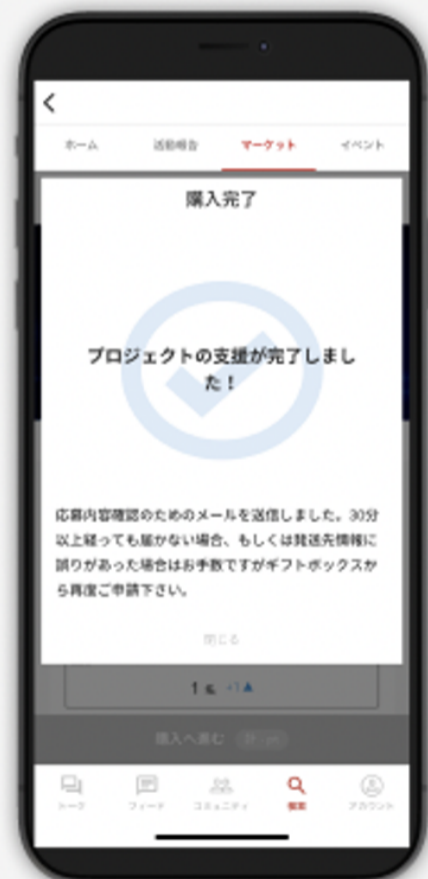 ホーム 活動報告 マーケット イベント
購入完了
プロジェクトの支援が完了しまし
た！
応募内容確認のためのメールを送信しました。30分
以上経っても届かない場合、もしくは発送先情報に
誤りがあった場合はお手数ですがギフトボックスか
ら再度ご申請下さい。
閉じる
1名 +1▲
購入へ進む
トーク フィード コミュニティ 検索 アカウント